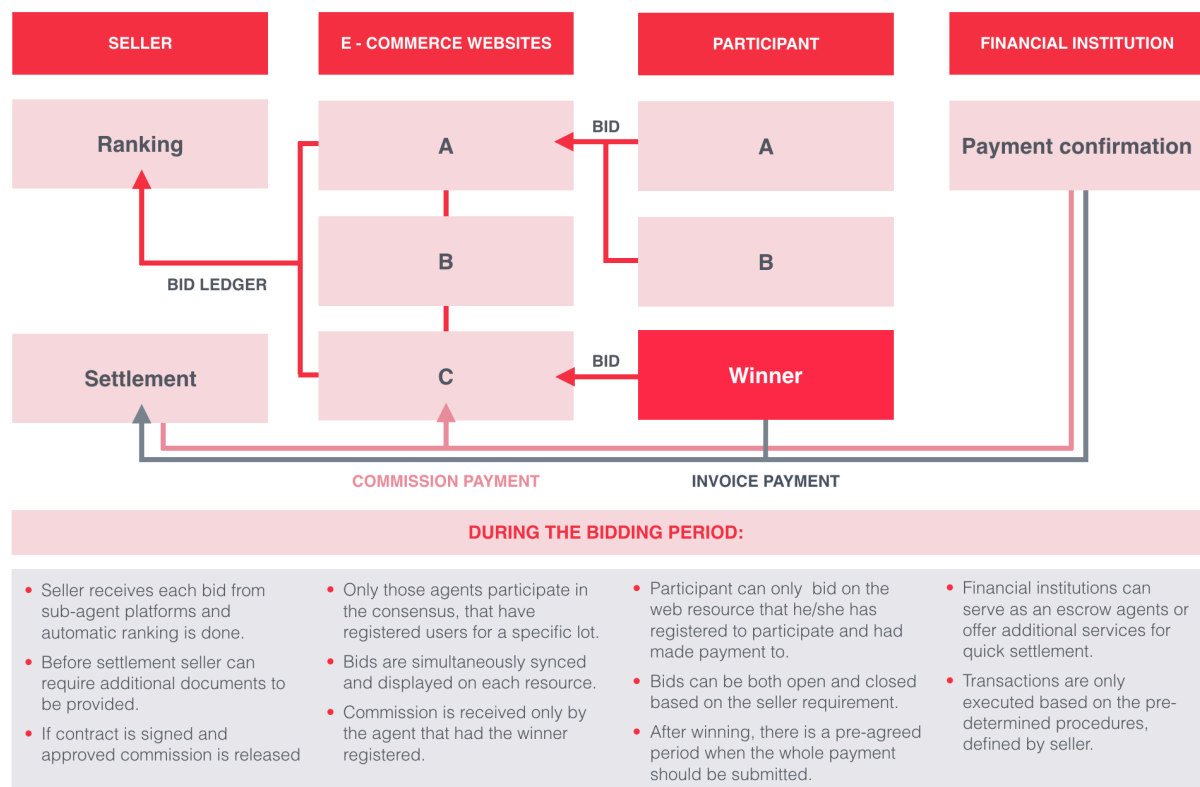 SELLER
E - COMMERCE WEBSITES
PARTICIPANT
FINANCIAL INSTITUTION
Ranking
A
BID
A
Payment confirmation
B
B
BID LEDGER
Settlement
C
BID
Winner
COMMISSION PAYMENT
INVOICE PAYMENT
DURING THE BIDDING PERIOD:
• Seller receives each bid from
sub-agent platforms and
automatic ranking is done.
• Before settlement seller can
require additional documents to
be provided.
• If contract is signed and
approved commission is released
• Only those agents participate in
the consensus, that have
registered users for a specific lot.
• Bids are simultaneously synced
and displayed on each resource.
• Commission is received only by
the agent that had the winner
registered.
• Participant can only  bid on the
web resource that he/she has
registered to participate and had
made payment to.
• Bids can be both open and closed
based on the seller requirement.
• After winning, there is a pre-agreed
period when the whole payment
should be submitted.
• Financial institutions can
serve as an escrow agents or
offer additional services for
quick settlement.
• Transactions are only
executed based on the pre-
determined procedures,
defined by seller.